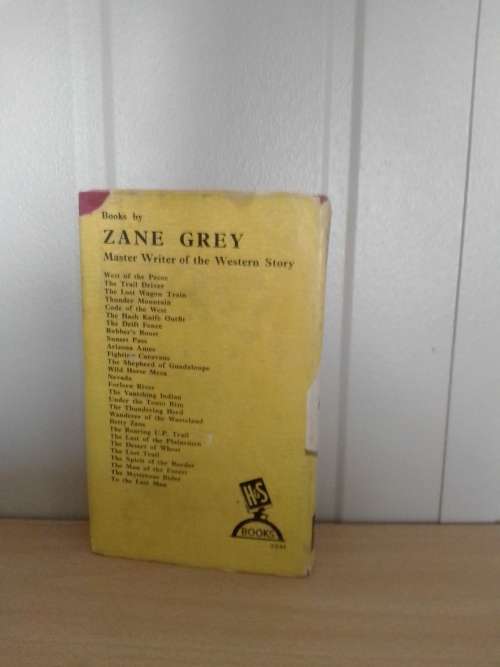 Books by
ZANE GREY
Master Writer of the Western Story
West of the Pecos
The Trail Driver
The Lost Wagon Train
Thunder Mountain
Code of the West
The Hash Knife Outfit
The Drift Fence
Robber's Roost
Sunset Pass
Arizona Ames
Fighting Caravans
The Shepherd of Guadaloupe
Wild Horse Mesa
Nevada
Forlorn River
The Vanishing Indian
Under the Tonto Rim
The Thundering Herd
Wanderer of the Wasteland
Betty Zane
The Roaring U.P. Trail
The Last of the Plainsmen
The Desert of Wheat
The Lost Trail
The Spirit of the Border
The Man of the Forest
The Mysterious Rider
To the Last Man
H&S
BOOKS